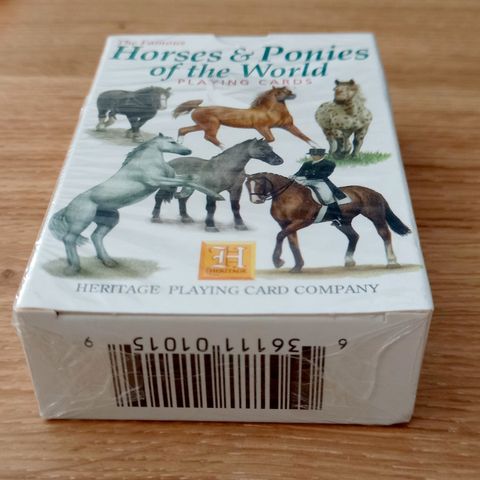 The Famous
Horses & Ponies
of the World
PLAYING CARDS
H
HERITAGE
HERITAGE PLAYING CARD COMPANY
6 36111 01015 9